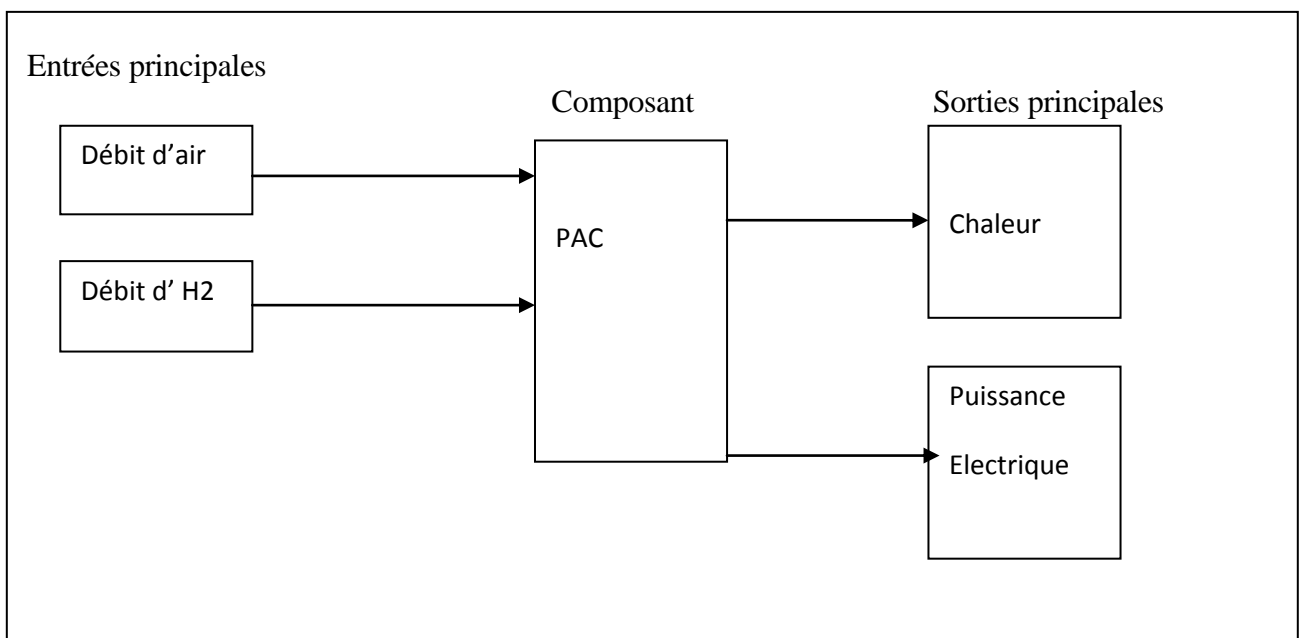 Entrées principales
Composant
Sorties principales
Débit d’air
Débit d’ H2
PAC
Chaleur
Puissance
Electrique